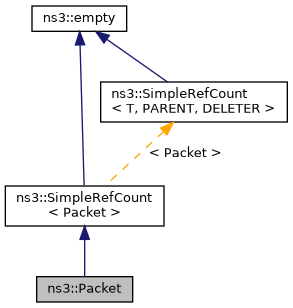 ns3::empty
ns3::SimpleRefCount
< T, PARENT, DELETER >
< Packet >
ns3::SimpleRefCount
< Packet >
ns3::Packet